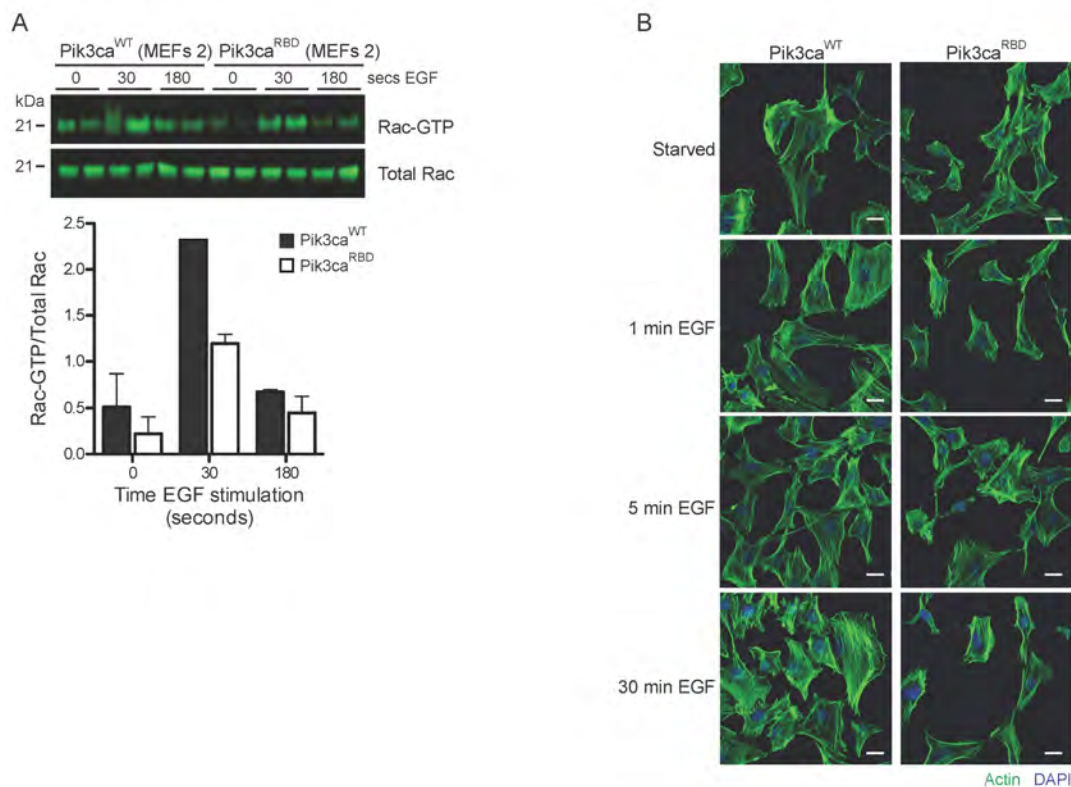 A
Pik3ca^WT (MEFs 2) Pik3ca^RBD (MEFs 2)
0 30 180 0 30 180 secs EGF
kDa
21 Rac-GTP
21 Total Rac
Rac-GTP/Total Rac
2.5
2.0
1.5
1.0
0.5
0.0
Pik3ca^WT
Pik3ca^RBD
0 30 180
Time EGF stimulation
(seconds)
B
Pik3ca^WT Pik3ca^RBD
Starved
1 min EGF
5 min EGF
30 min EGF
Actin DAPI